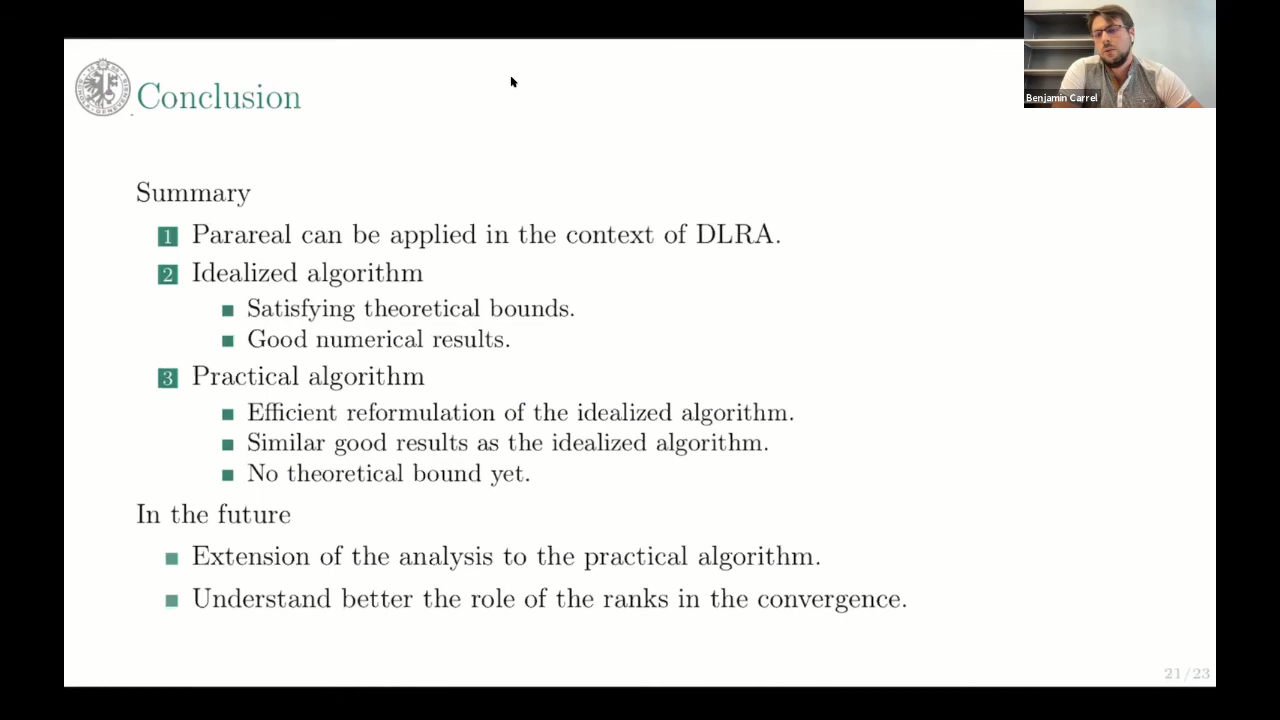 Benjamin Carrel
Conclusion
Summary
1 Parareal can be applied in the context of DLRA.
2 Idealized algorithm
Satisfying theoretical bounds.
Good numerical results.
3 Practical algorithm
Efficient reformulation of the idealized algorithm.
Similar good results as the idealized algorithm.
No theoretical bound yet.
In the future
Extension of the analysis to the practical algorithm.
Understand better the role of the ranks in the convergence.
21/23